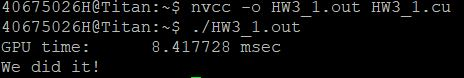 40675026H@Titan:~$ nvcc -o HW3_1.out HW3_1.cu
40675026H@Titan:~$ ./HW3_1.out
GPU time:     8.417728 msec
We did it!